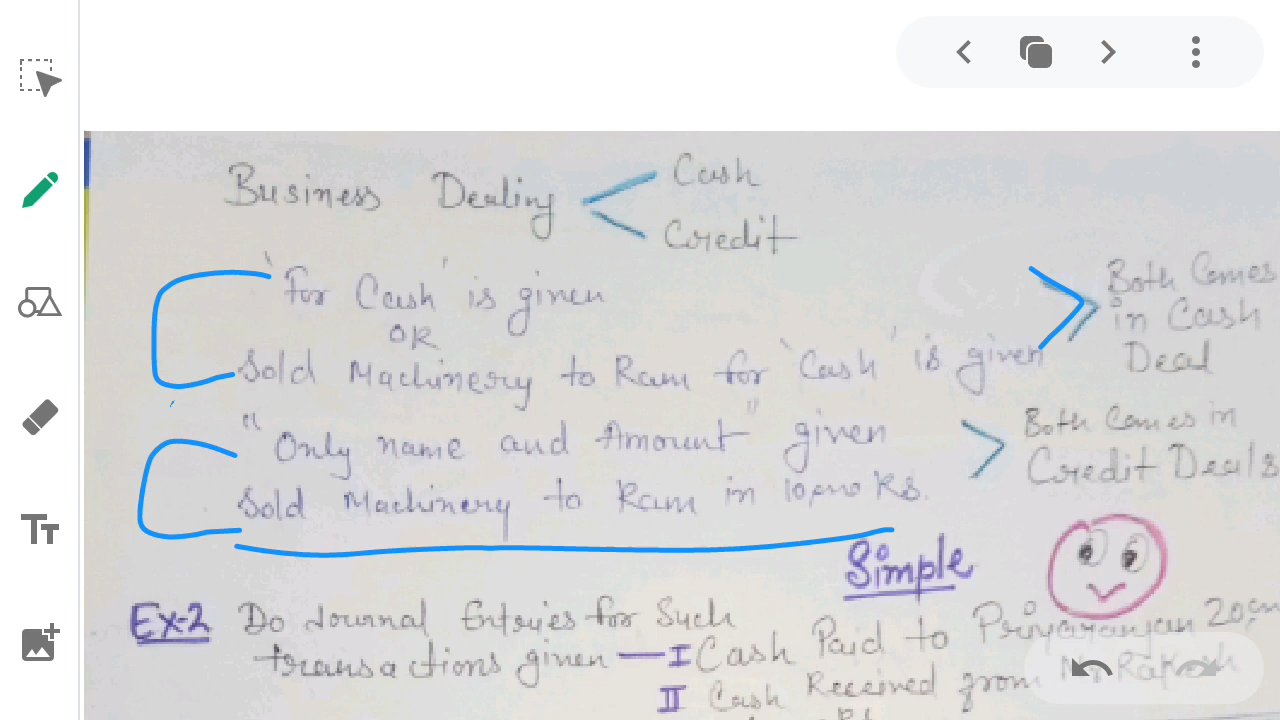 Business Dealing Cash
Credit
"for Cash" is given
OR
Sold Machinery to Ram for 'Cash' is given
Both Comes in Cash Deal
"Only name and Amount" given
Sold Machinery to Ram in 10,000 RS.
Both Comes in Credit Deals
Simple
Ex-2 Do Journal Entries for Such
transactions given — I Cash Paid to Priyaranjan
II Cash Received from Mr Rakesh
TT